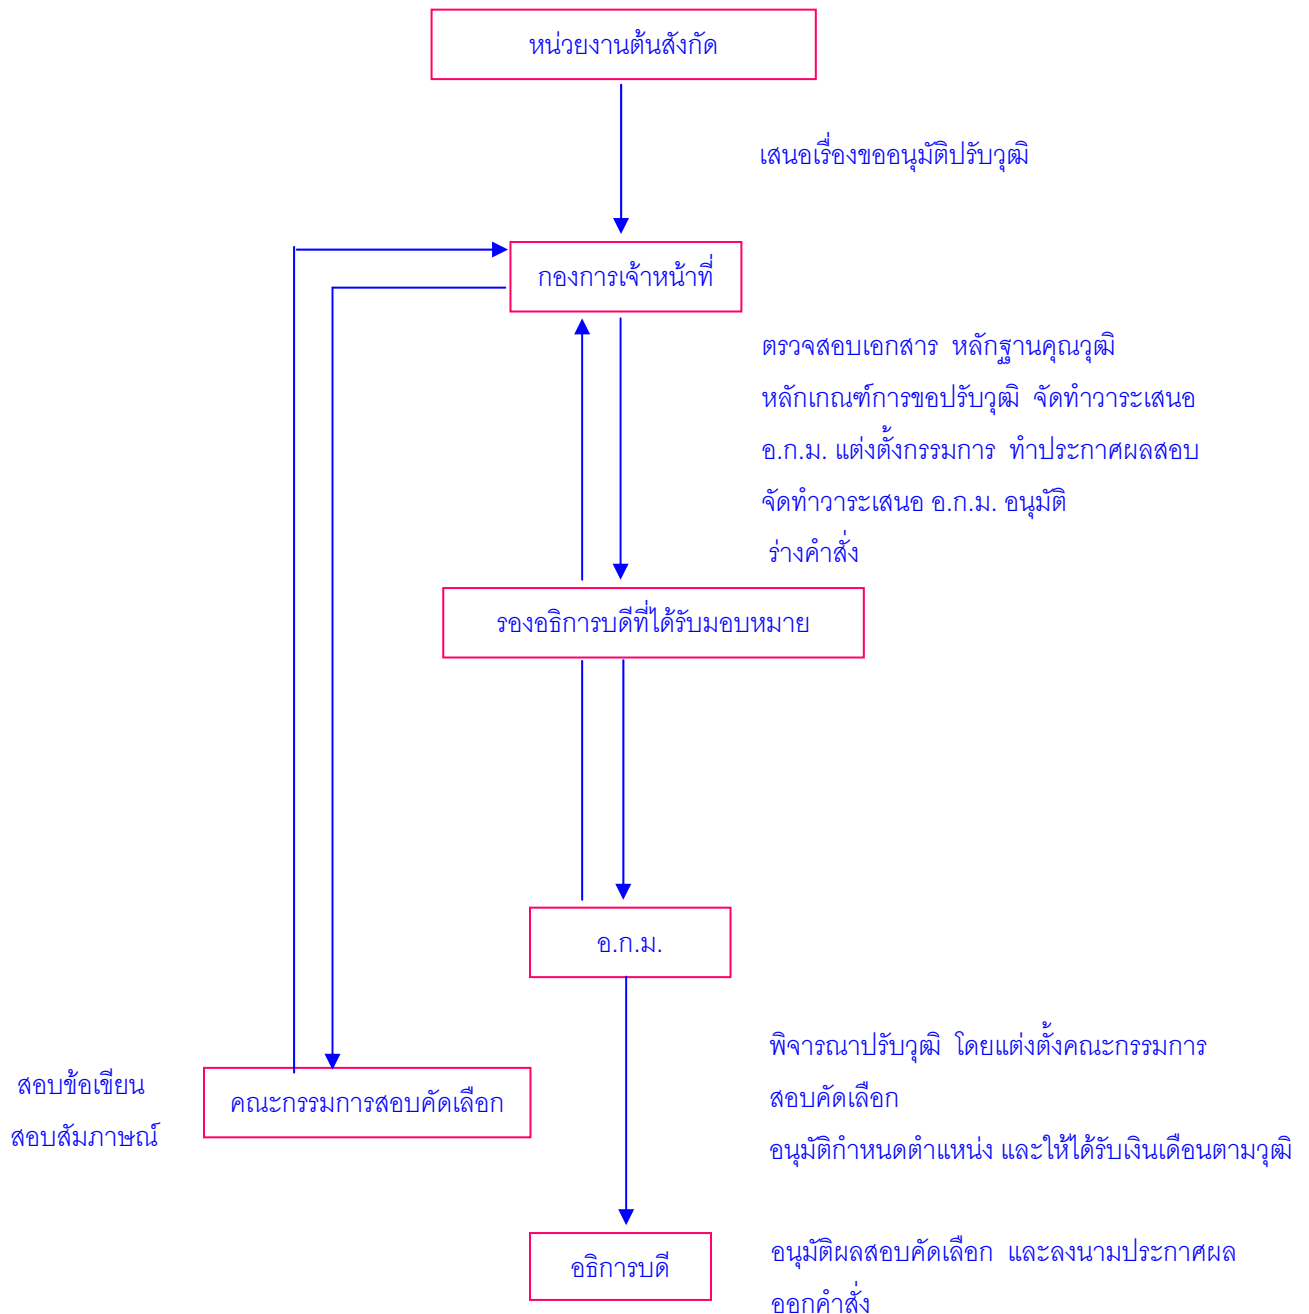 หน่วยงานต้นสังกัด
เสนอเรื่องขออนุมัติปรับวุฒิ
กองการเจ้าหน้าที่
ตรวจสอบเอกสาร หลักฐานคุณวุฒิ
หลักเกณฑ์การขอปรับวุฒิ จัดทำวาระเสนอ
อ.ก.ม. แต่งตั้งกรรมการ ทำประกาศผลสอบ
จัดทำวาระเสนอ อ.ก.ม. อนุมัติ
ร่างคำสั่ง
รองอธิการบดีที่ได้รับมอบหมาย
อ.ก.ม.
พิจารณาปรับวุฒิ โดยแต่งตั้งคณะกรรมการ
สอบคัดเลือก
อนุมัติกำหนดตำแหน่ง และให้ได้รับเงินเดือนตามวุฒิ
สอบข้อเขียน
สอบสัมภาษณ์
คณะกรรมการสอบคัดเลือก
อธิการบดี
อนุมัติผลสอบคัดเลือก และลงนามประกาศผล
ออกคำสั่ง